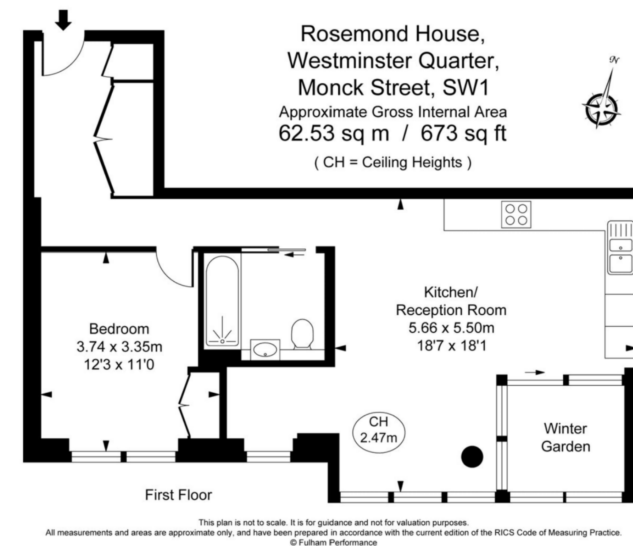 Rosemond House,
Westminster Quarter,
Monck Street, SW1
Approximate Gross Internal Area
62.53 sq m / 673 sq ft
( CH = Ceiling Heights )
N
Kitchen/
Reception Room
5.66 x 5.50m
18'7 x 18'1
Bedroom
3.74 x 3.35m
12'3 x 11'0
CH
2.47m
Winter
Garden
First Floor
This plan is not to scale. It is for guidance and not for valuation purposes.
All measurements and areas are approximate only, and have been prepared in accordance with the current edition of the RICS Code of Measuring Practice.
© Fulham Performance